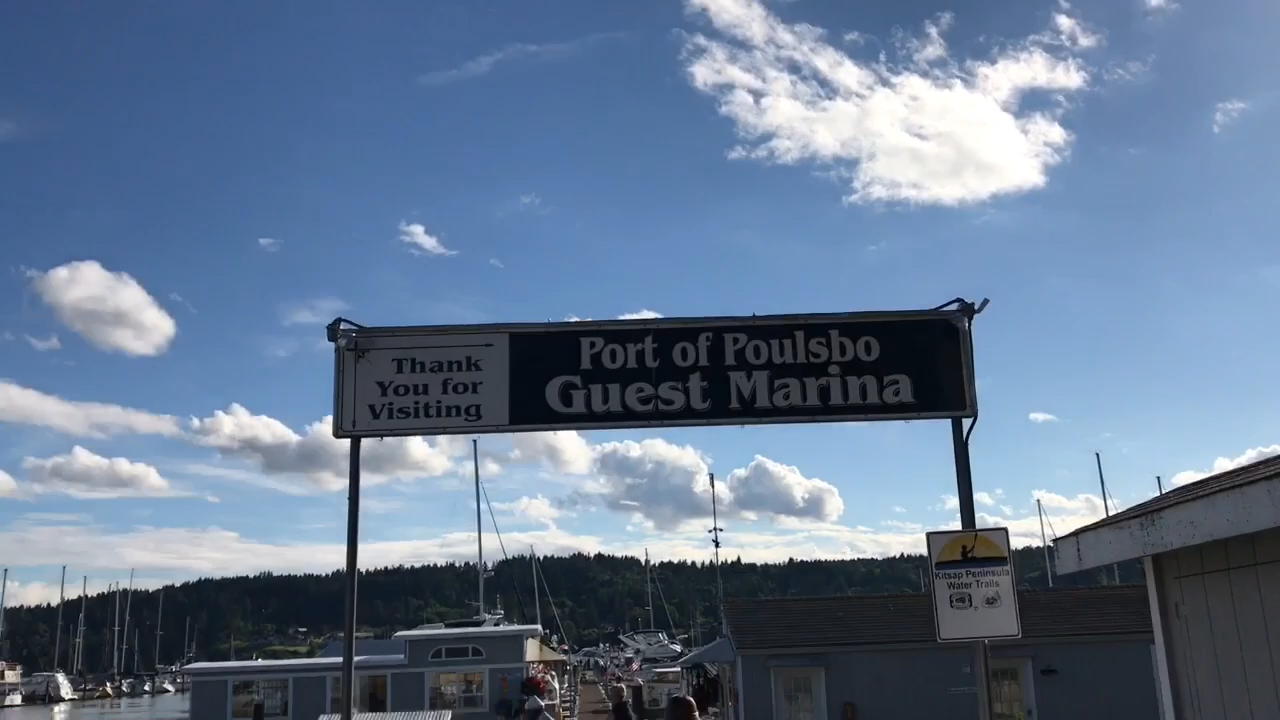 Thank
You for
Visiting
Port of Poulsbo
Guest Marina
Kitsap Peninsula
Water Trails